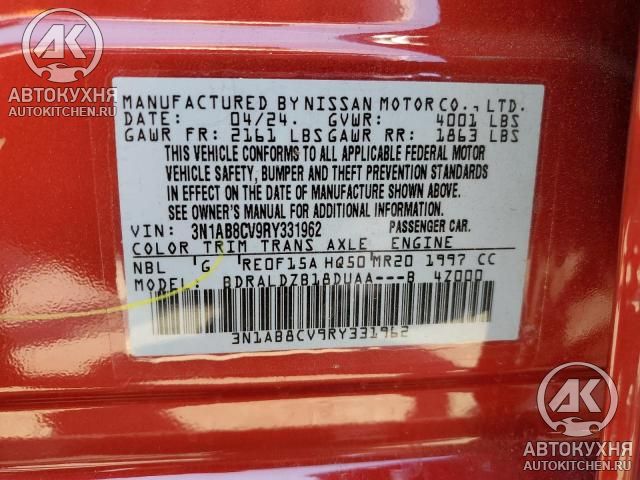 АВТОКУХНЯ
AUTOKITCHEN.RU
MANUFACTURED BY NISSAN MOTOR CO., LTD.
DATE: 04/24. GVWR: 4001 LBS
GAWR FR: 2161 LBS GAWR RR: 1863 LBS
THIS VEHICLE CONFORMS TO ALL APPLICABLE FEDERAL MOTOR
VEHICLE SAFETY, BUMPER AND THEFT PREVENTION STANDARDS
IN EFFECT ON THE DATE OF MANUFACTURE SHOWN ABOVE.
SEE OWNER'S MANUAL FOR ADDITIONAL INFORMATION.
VIN: 3N1AB8CV9RY331962 PASSENGER CAR.
COLOR TRIM TRANS AXLE ENGINE
NBL G RE0F15A HQ50 MR20 1997 CC
MODEL: BDRALDZB18DUAA---B 4Z000
3N1AB8CV9RY331962
AK
АВТОКУХНЯ
AUTOKITCHEN.RU